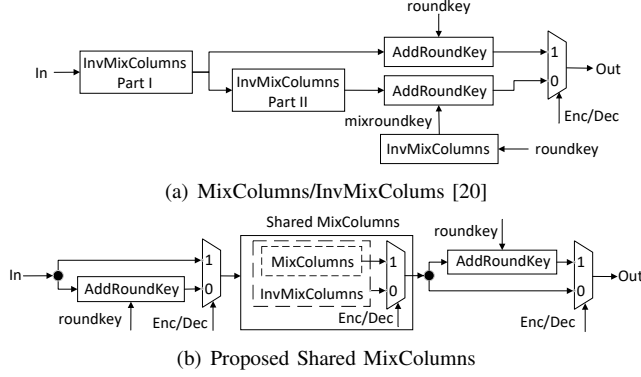 roundkey
In
InvMixColumns
Part I
AddRoundKey
1
Out
InvMixColumns
Part II
AddRoundKey
0
mixroundkey
Enc/Dec
InvMixColumns
roundkey
(a) MixColumns/InvMixColums [20]
Shared MixColumns
roundkey
In
1
MixColumns
1
AddRoundKey
1
Out
AddRoundKey
0
InvMixColumns
0
0
roundkey
Enc/Dec
Enc/Dec
Enc/Dec
(b) Proposed Shared MixColumns